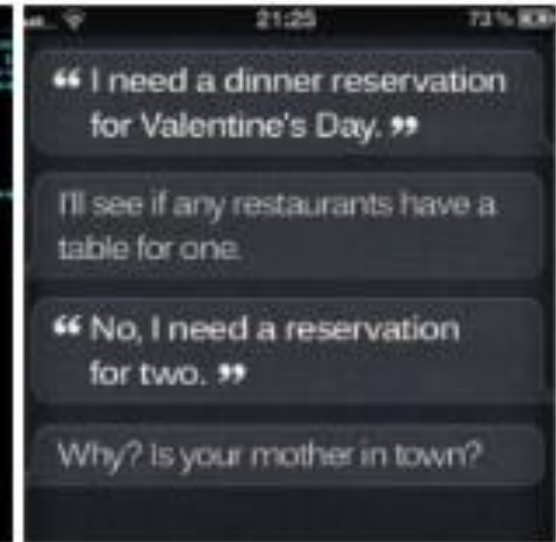 21:25 73%
“ I need a dinner reservation
for Valentine's Day. ”
I'll see if any restaurants have a
table for one.
“ No, I need a reservation
for two. ”
Why? Is your mother in town?